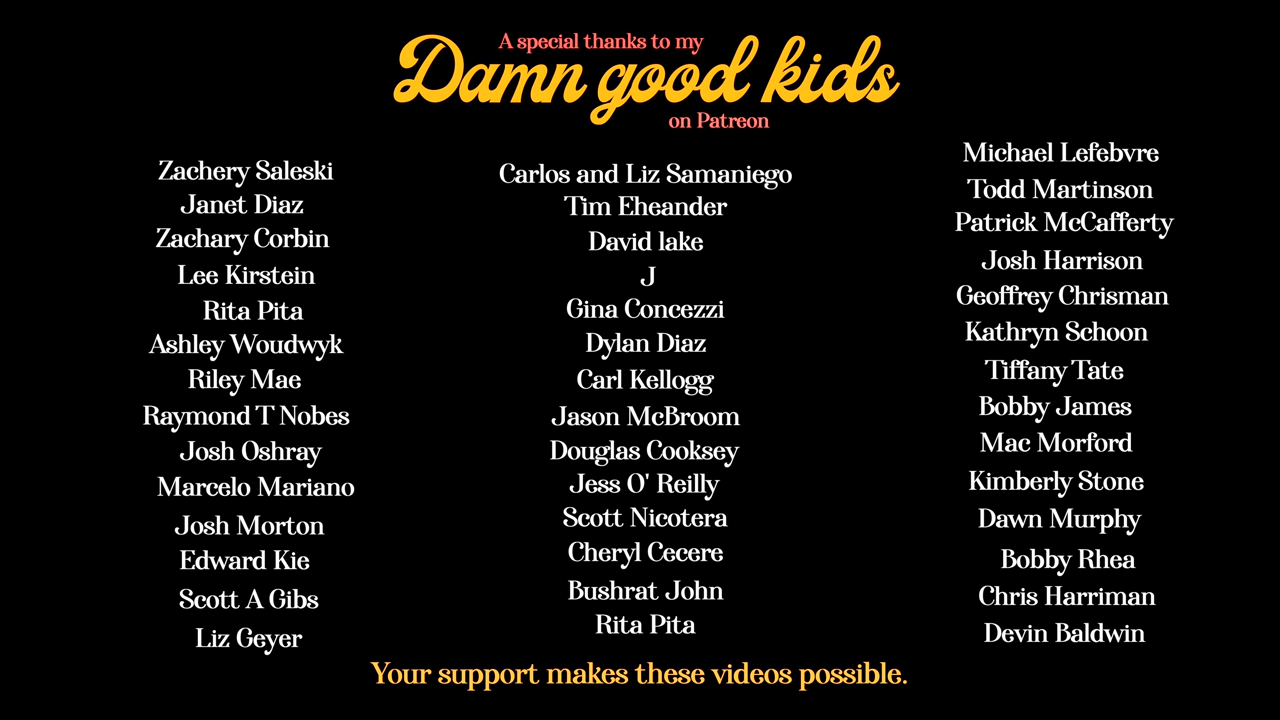 A special thanks to my
Damn good kids
on Patreon
Zachery Saleski
Janet Diaz
Zachary Corbin
Lee Kirstein
Rita Pita
Ashley Woudwyk
Riley Mae
Raymond T Nobes
Josh Oshray
Marcelo Mariano
Josh Morton
Edward Kie
Scott A Gibs
Liz Geyer
Carlos and Liz Samaniego
Tim Eheander
David lake
J
Gina Concezzi
Dylan Diaz
Carl Kellogg
Jason McBroom
Douglas Cooksey
Jess O' Reilly
Scott Nicotera
Cheryl Cecere
Bushrat John
Rita Pita
Michael Lefebvre
Todd Martinson
Patrick McCafferty
Josh Harrison
Geoffrey Chrisman
Kathryn Schoon
Tiffany Tate
Bobby James
Mac Morford
Kimberly Stone
Dawn Murphy
Bobby Rhea
Chris Harriman
Devin Baldwin
Your support makes these videos possible.